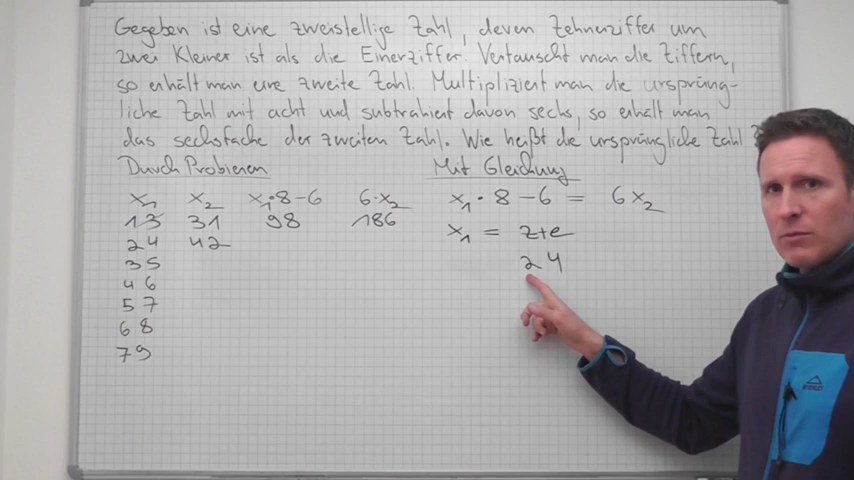 Gegeben ist eine zweistellige Zahl, deren Zehnerziffer um
zwei kleiner ist als die Einerziffer. Vertauscht man die Ziffern,
so erhält man eine zweite Zahl. Multipliziert man die ursprüng-
liche Zahl mit acht und subtrahiert davon sechs, so erhält man
das sechsfache der zweiten Zahl. Wie heißt die ursprüngliche Zahl?
Durch Probieren
x₁ x₂ x₁·8-6 6·x₂
13 31 98 186
24 42
35
46
57
68
79
Mit Gleichung
x₁ · 8 - 6 = 6x₂
x₁ = z+e
24